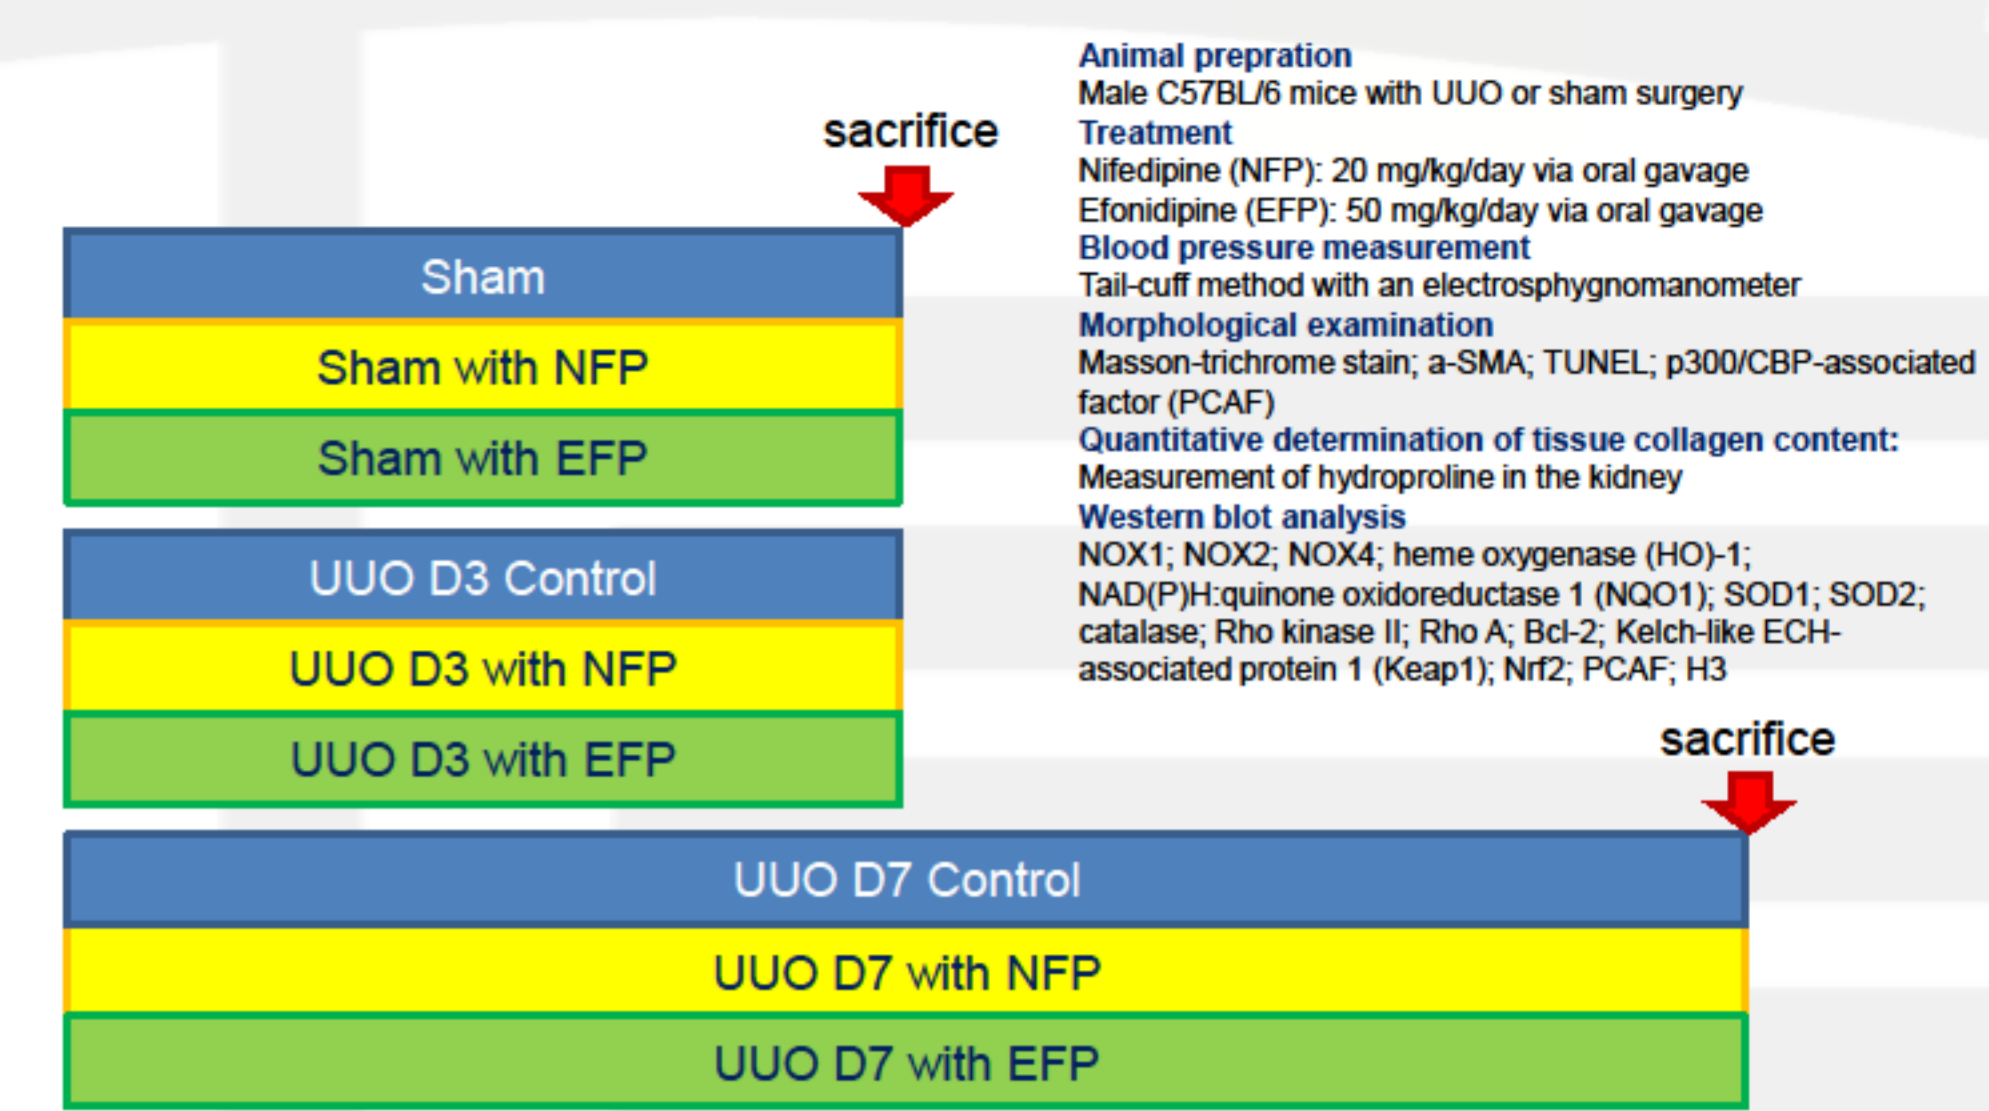 Animal prepration
Male C57BL/6 mice with UUO or sham surgery
Treatment
Nifedipine (NFP): 20 mg/kg/day via oral gavage
Efonidipine (EFP): 50 mg/kg/day via oral gavage
Blood pressure measurement
Tail-cuff method with an electrosphygnomanometer
Morphological examination
Masson-trichrome stain; a-SMA; TUNEL; p300/CBP-associated
factor (PCAF)
Quantitative determination of tissue collagen content:
Measurement of hydroproline in the kidney
Western blot analysis
NOX1; NOX2; NOX4; heme oxygenase (HO)-1;
NAD(P)H:quinone oxidoreductase 1 (NQO1); SOD1; SOD2;
catalase; Rho kinase II; Rho A; Bcl-2; Kelch-like ECH-
associated protein 1 (Keap1); Nrf2; PCAF; H3
sacrifice
Sham
Sham with NFP
Sham with EFP
UUO D3 Control
UUO D3 with NFP
UUO D3 with EFP
sacrifice
UUO D7 Control
UUO D7 with NFP
UUO D7 with EFP